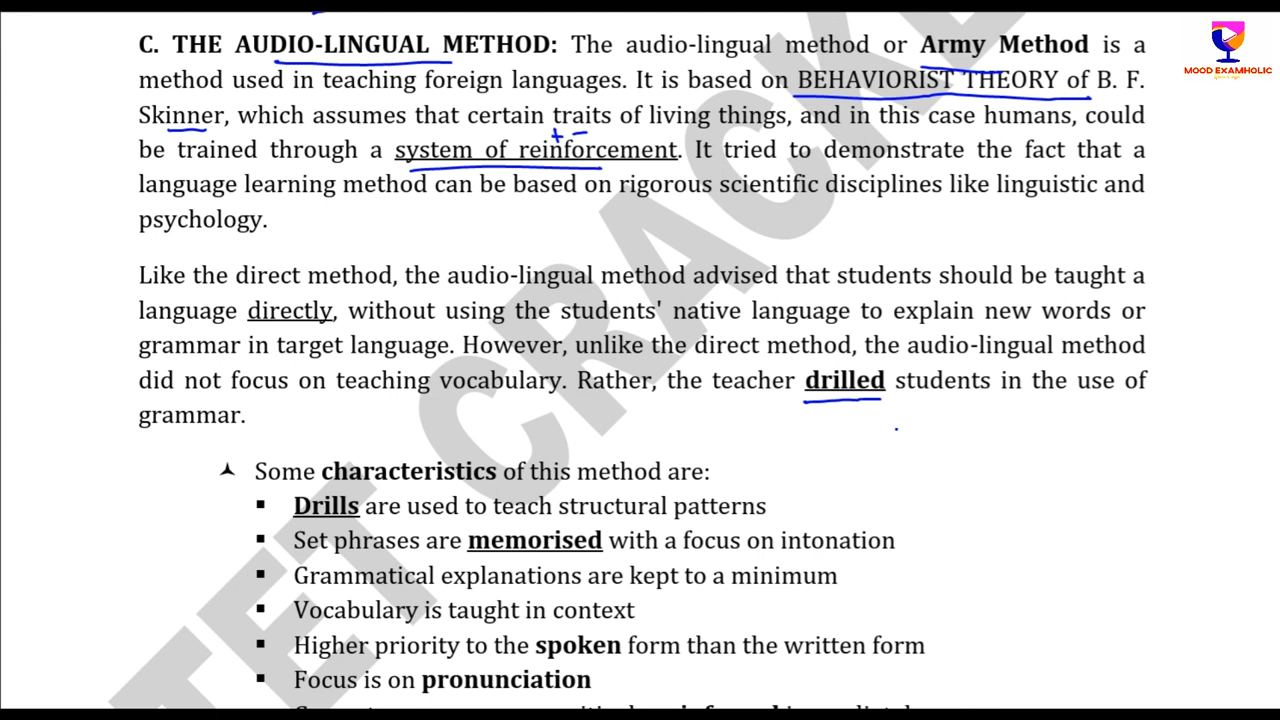 C. THE AUDIO-LINGUAL METHOD: The audio-lingual method or Army Method is a
method used in teaching foreign languages. It is based on BEHAVIORIST THEORY of B. F.
Skinner, which assumes that certain traits of living things, and in this case humans, could
+ −
be trained through a system of reinforcement. It tried to demonstrate the fact that a
language learning method can be based on rigorous scientific disciplines like linguistic and
psychology.
Like the direct method, the audio-lingual method advised that students should be taught a
language directly, without using the students' native language to explain new words or
grammar in target language. However, unlike the direct method, the audio-lingual method
did not focus on teaching vocabulary. Rather, the teacher drilled students in the use of
grammar.
Some characteristics of this method are:
▪ Drills are used to teach structural patterns
▪ Set phrases are memorised with a focus on intonation
▪ Grammatical explanations are kept to a minimum
▪ Vocabulary is taught in context
▪ Higher priority to the spoken form than the written form
▪ Focus is on pronunciation
MOOD EXAMHOLIC
TET CRACKE